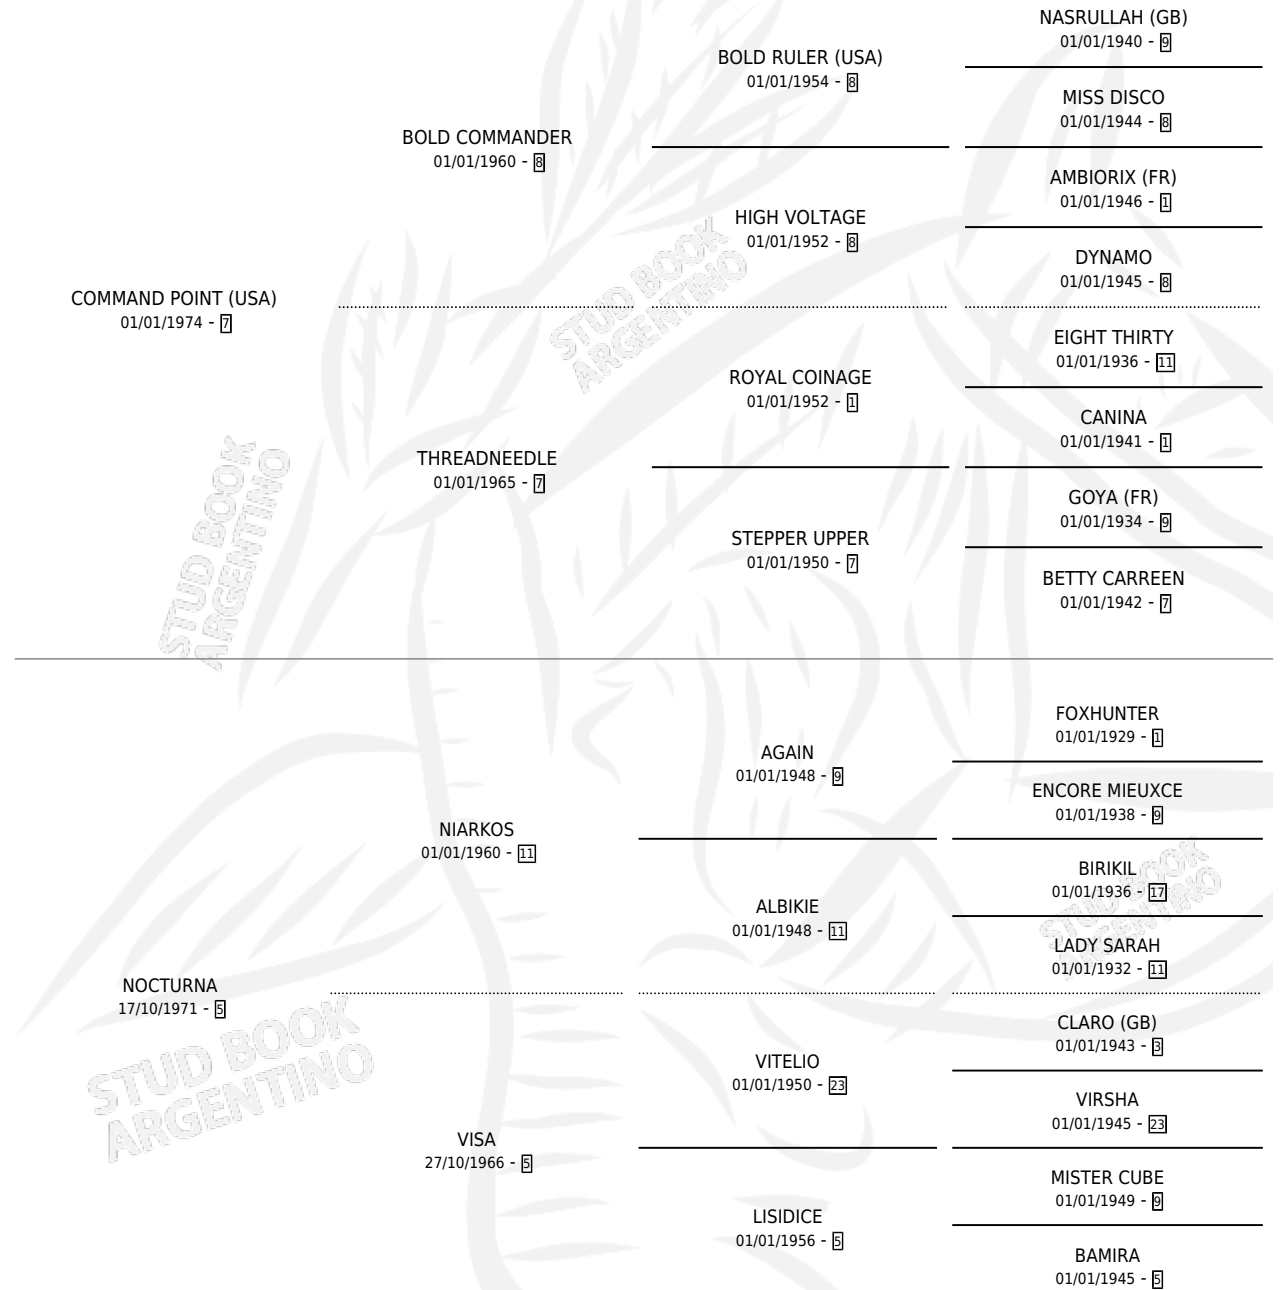 NASRULLAH (GB)
01/01/1940 - 9
BOLD RULER (USA)
01/01/1954 - 8
MISS DISCO
01/01/1944 - 8
BOLD COMMANDER
01/01/1960 - 8
AMBIORIX (FR)
01/01/1946 - 1
HIGH VOLTAGE
01/01/1952 - 8
DYNAMO
01/01/1945 - 8
COMMAND POINT (USA)
01/01/1974 - 7
EIGHT THIRTY
01/01/1936 - 11
ROYAL COINAGE
01/01/1952 - 1
CANINA
01/01/1941 - 1
THREADNEEDLE
01/01/1965 - 7
GOYA (FR)
01/01/1934 - 9
STEPPER UPPER
01/01/1950 - 7
BETTY CARREEN
01/01/1942 - 7
FOXHUNTER
01/01/1929 - 1
AGAIN
01/01/1948 - 9
ENCORE MIEUXCE
01/01/1938 - 9
NIARKOS
01/01/1960 - 11
BIRIKIL
01/01/1936 - 17
ALBIKIE
01/01/1948 - 11
LADY SARAH
01/01/1932 - 11
NOCTURNA
17/10/1971 - 5
CLARO (GB)
01/01/1943 - 3
VITELIO
01/01/1950 - 23
VIRSHA
01/01/1945 - 23
VISA
27/10/1966 - 5
MISTER CUBE
01/01/1949 - 9
LISIDICE
01/01/1956 - 5
BAMIRA
01/01/1945 - 5
STUD BOOK
ARGENTINO
STUD BOOK
ARGENTINO
STUD BOOK
ARGENTINO
STUD BOOK
ARGENTINO